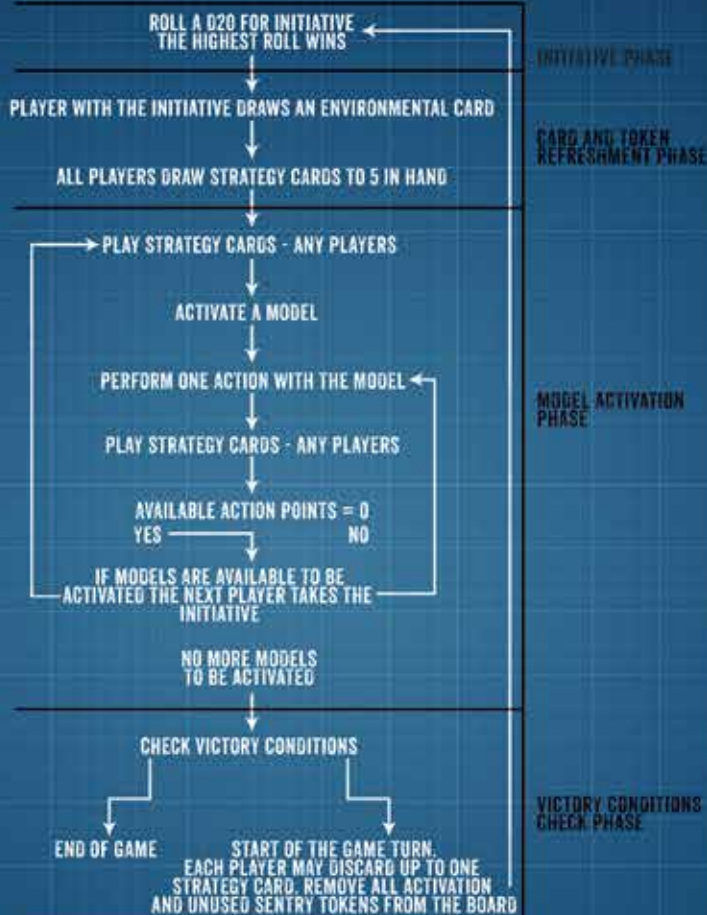 ROLL A D20 FOR INITIATIVE
THE HIGHEST ROLL WINS
INITIATIVE PHASE
PLAYER WITH THE INITIATIVE DRAWS AN ENVIRONMENTAL CARD
CARD AND TOKEN
REFRESHMENT PHASE
ALL PLAYERS DRAW STRATEGY CARDS TO 5 IN HAND
PLAY STRATEGY CARDS - ANY PLAYERS
ACTIVATE A MODEL
PERFORM ONE ACTION WITH THE MODEL
MODEL ACTIVATION
PHASE
PLAY STRATEGY CARDS - ANY PLAYERS
AVAILABLE ACTION POINTS = 0
YES NO
IF MODELS ARE AVAILABLE TO BE
ACTIVATED THE NEXT PLAYER TAKES THE
INITIATIVE
NO MORE MODELS
TO BE ACTIVATED
CHECK VICTORY CONDITIONS
VICTORY CONDITIONS
CHECK PHASE
END OF GAME
START OF THE GAME TURN.
EACH PLAYER MAY DISCARD UP TO ONE
STRATEGY CARD. REMOVE ALL ACTIVATION
AND UNUSED SENTRY TOKENS FROM THE BOARD